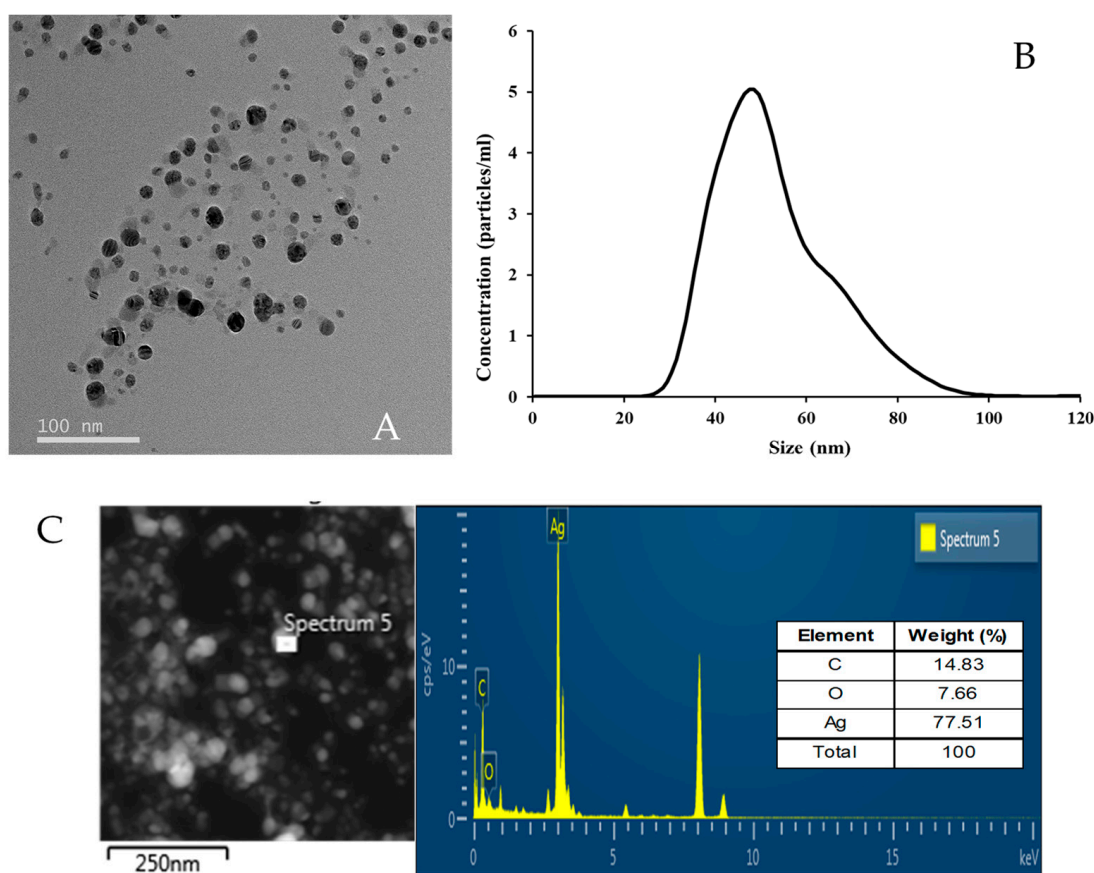 A
100 nm
B
Concentration (particles/ml)
6
5
4
3
2
1
0
0 20 40 60 80 100 120
Size (nm)
C
Spectrum 5
250nm
Spectrum 5
cps/eV
10
0
Ag
C
O
0 5 10 15 keV
Element Weight (%)
C 14.83
O 7.66
Ag 77.51
Total 100